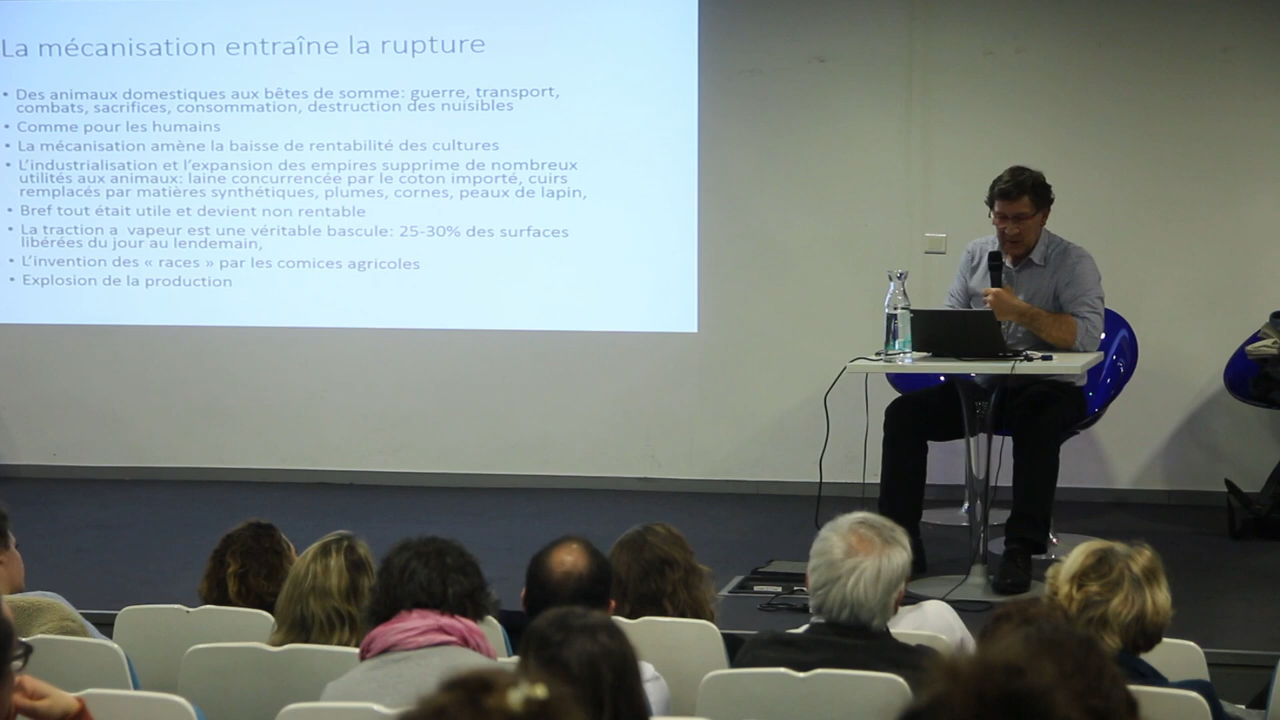 La mécanisation entraîne la rupture
• Des animaux domestiques aux bêtes de somme: guerre, transport,
combats, sacrifices, consommation, destruction des nuisibles
• Comme pour les humains
• La mécanisation amène la baisse de rentabilité des cultures
• L'industrialisation et l'expansion des empires supprime de nombreux
utilités aux animaux: laine concurrencée par le coton importé, cuirs
remplacés par matières synthétiques, plumes, cornes, peaux de lapin,
• Bref tout était utile et devient non rentable
• La traction a vapeur est une véritable bascule: 25-30% des surfaces
libérées du jour au lendemain,
• L'invention des « races » par les comices agricoles
• Explosion de la production